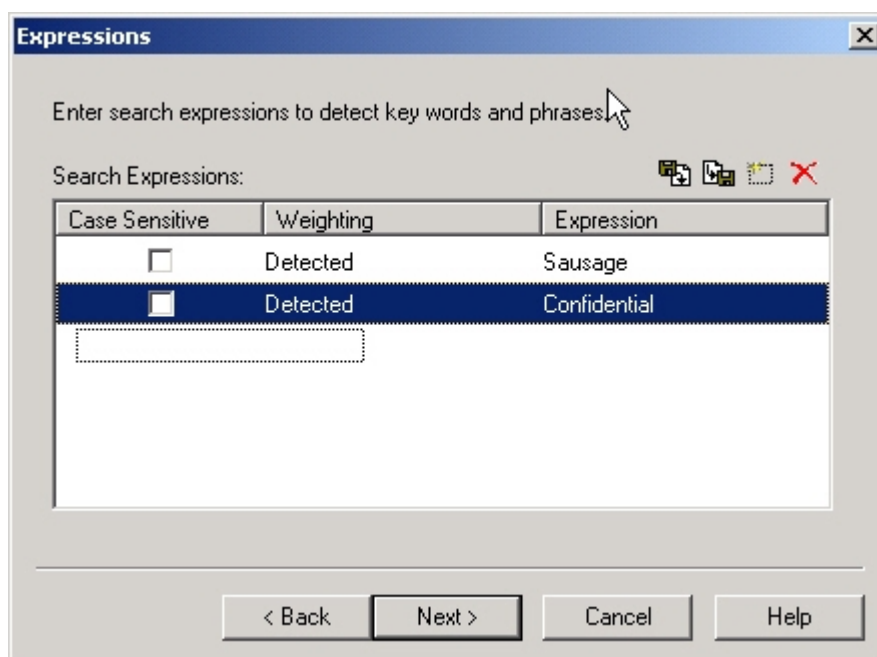 Expressions
Enter search expressions to detect key words and phrases.
Search Expressions:
Case Sensitive Weighting Expression
Detected Sausage
Detected Confidential
< Back Next > Cancel Help